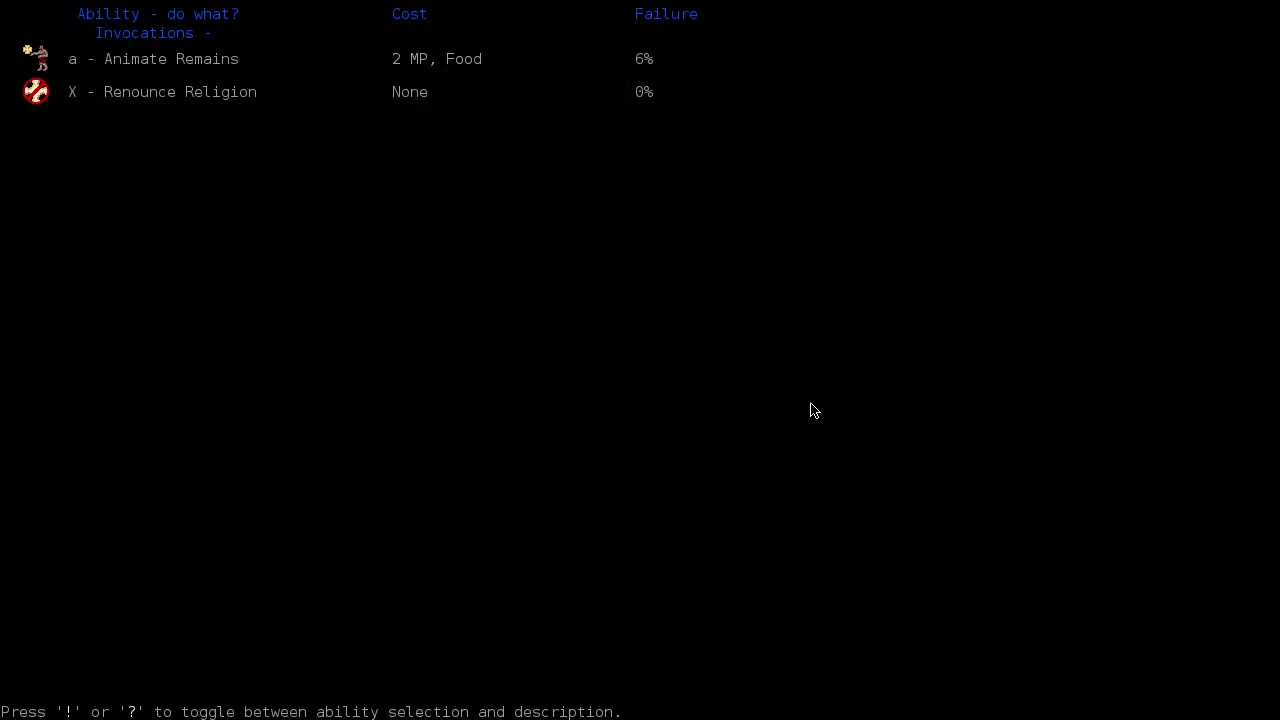 Ability - do what? Cost Failure
Invocations -
a - Animate Remains 2 MP, Food 6%
X - Renounce Religion None 0%
Press '!' or '?' to toggle between ability selection and description.